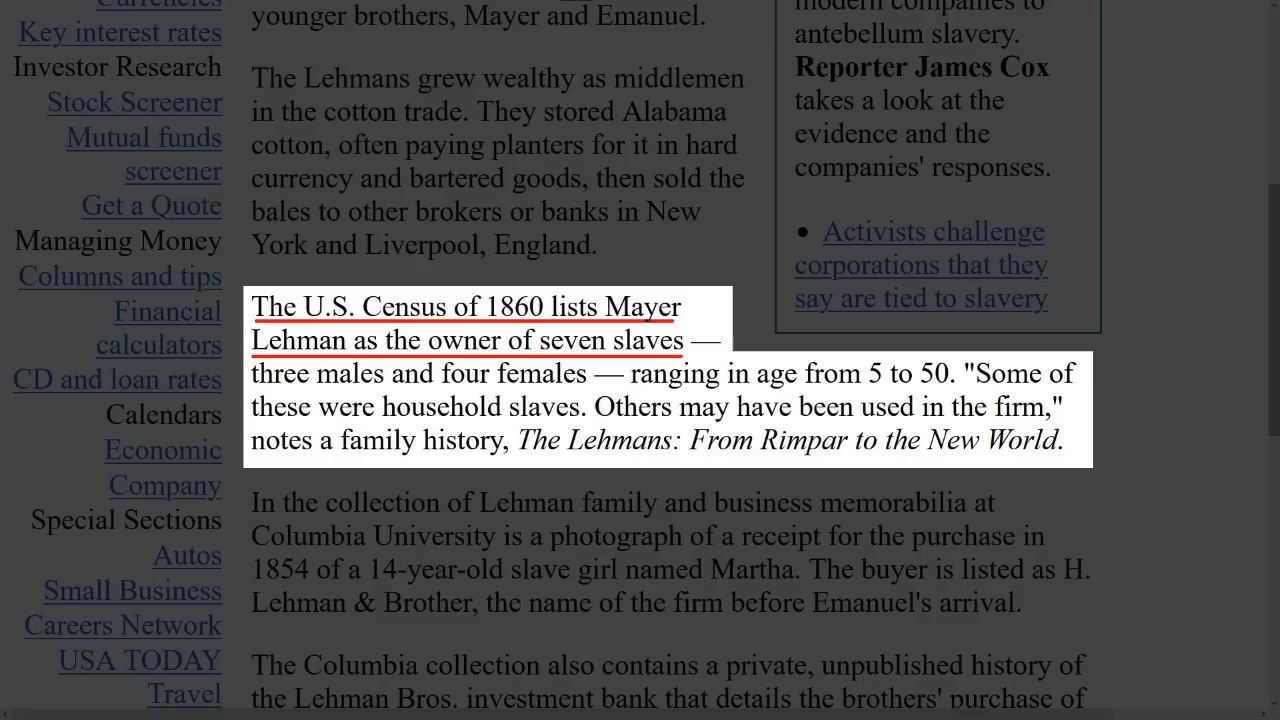 Currencies
Key interest rates
Investor Research
Stock Screener
Mutual funds
screener
Get a Quote
Managing Money
Columns and tips
Financial
calculators
CD and loan rates
Calendars
Economic
Company
Special Sections
Autos
Small Business
Careers Network
USA TODAY
Travel
younger brothers, Mayer and Emanuel.
The Lehmans grew wealthy as middlemen
in the cotton trade. They stored Alabama
cotton, often paying planters for it in hard
currency and bartered goods, then sold the
bales to other brokers or banks in New
York and Liverpool, England.
The U.S. Census of 1860 lists Mayer
Lehman as the owner of seven slaves —
three males and four females — ranging in age from 5 to 50. "Some of
these were household slaves. Others may have been used in the firm,"
notes a family history, The Lehmans: From Rimpar to the New World.
In the collection of Lehman family and business memorabilia at
Columbia University is a photograph of a receipt for the purchase in
1854 of a 14-year-old slave girl named Martha. The buyer is listed as H.
Lehman & Brother, the name of the firm before Emanuel's arrival.
The Columbia collection also contains a private, unpublished history of
the Lehman Bros. investment bank that details the brothers' purchase of
modern companies to
antebellum slavery.
Reporter James Cox
takes a look at the
evidence and the
companies' responses.
• Activists challenge
corporations that they
say are tied to slavery